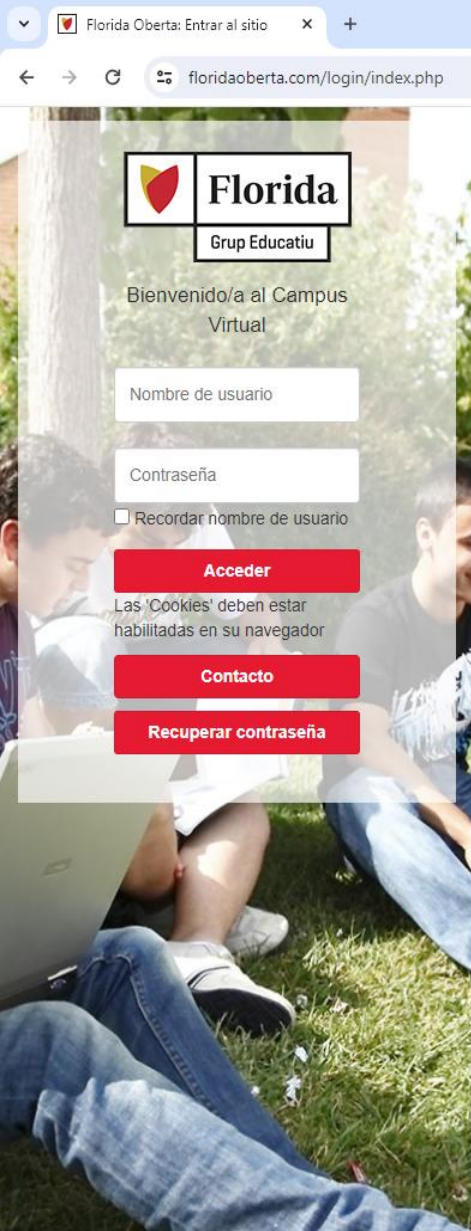 Florida Oberta: Entrar al sitio
floridaoberta.com/login/index.php
Florida
Grup Educatiu
Bienvenido/a al Campus
Virtual
Nombre de usuario
Contraseña
Recordar nombre de usuario
Acceder
Las 'Cookies' deben estar
habilitadas en su navegador
Contacto
Recuperar contraseña